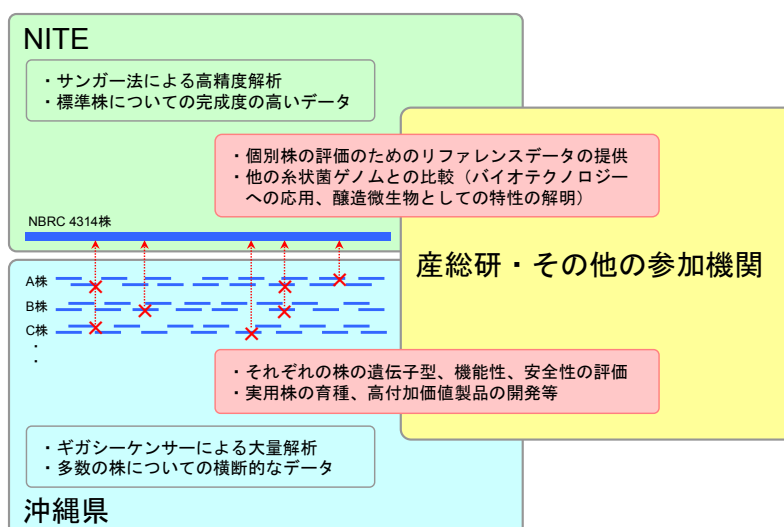 NITE
・サンガー法による高精度解析
・標準株についての完成度の高いデータ
・個別株の評価のためのリファレンスデータの提供
・他の糸状菌ゲノムとの比較（バイオテクノロジー
への応用、醸造微生物としての特性の解明）
NBRC 4314株
産総研・その他の参加機関
A株
B株
C株
・
・
・それぞれの株の遺伝子型、機能性、安全性の評価
・実用株の育種、高付加価値製品の開発等
・ギガシーケンサーによる大量解析
・多数の株についての横断的なデータ
沖縄県